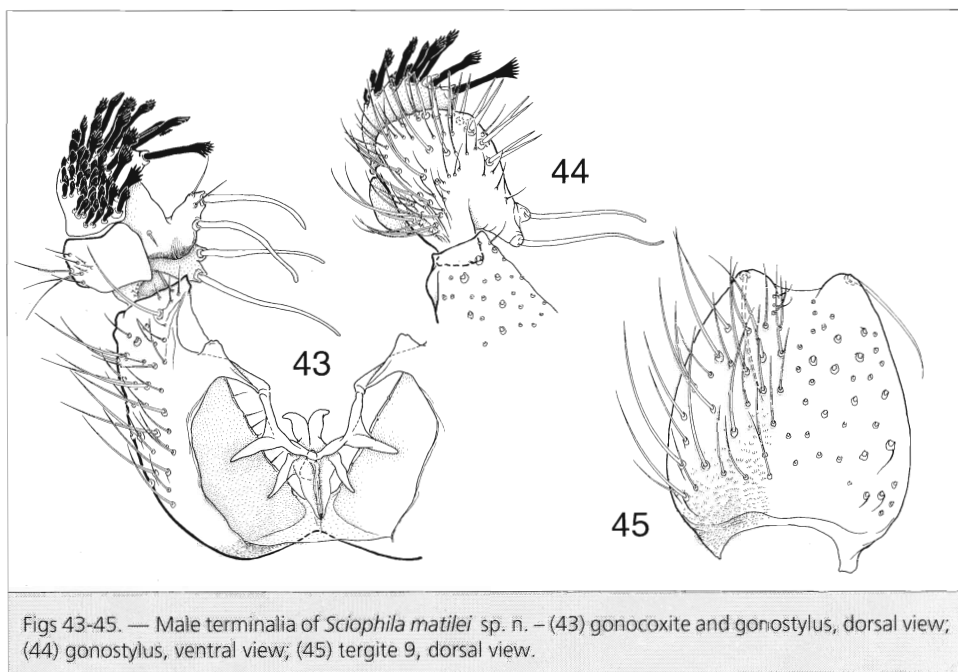 44
43
45
Figs 43-45. — Male terminalia of Sciophila matilei sp. n. – (43) gonocoxite and gonostylus, dorsal view;
(44) gonostylus, ventral view; (45) tergite 9, dorsal view.